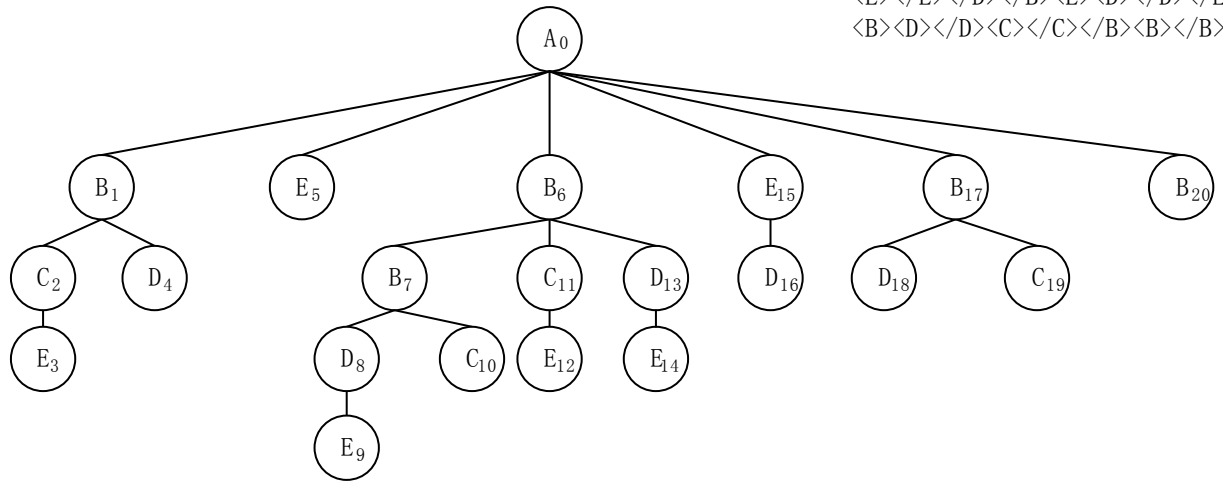 <B><D></D><C></C></B><B></B>
A0
B1 E5 B6 E15 B17 B20
C2 D4 B7 C11 D13 D16 D18 C19
E3 D8 C10 E12 E14
E9